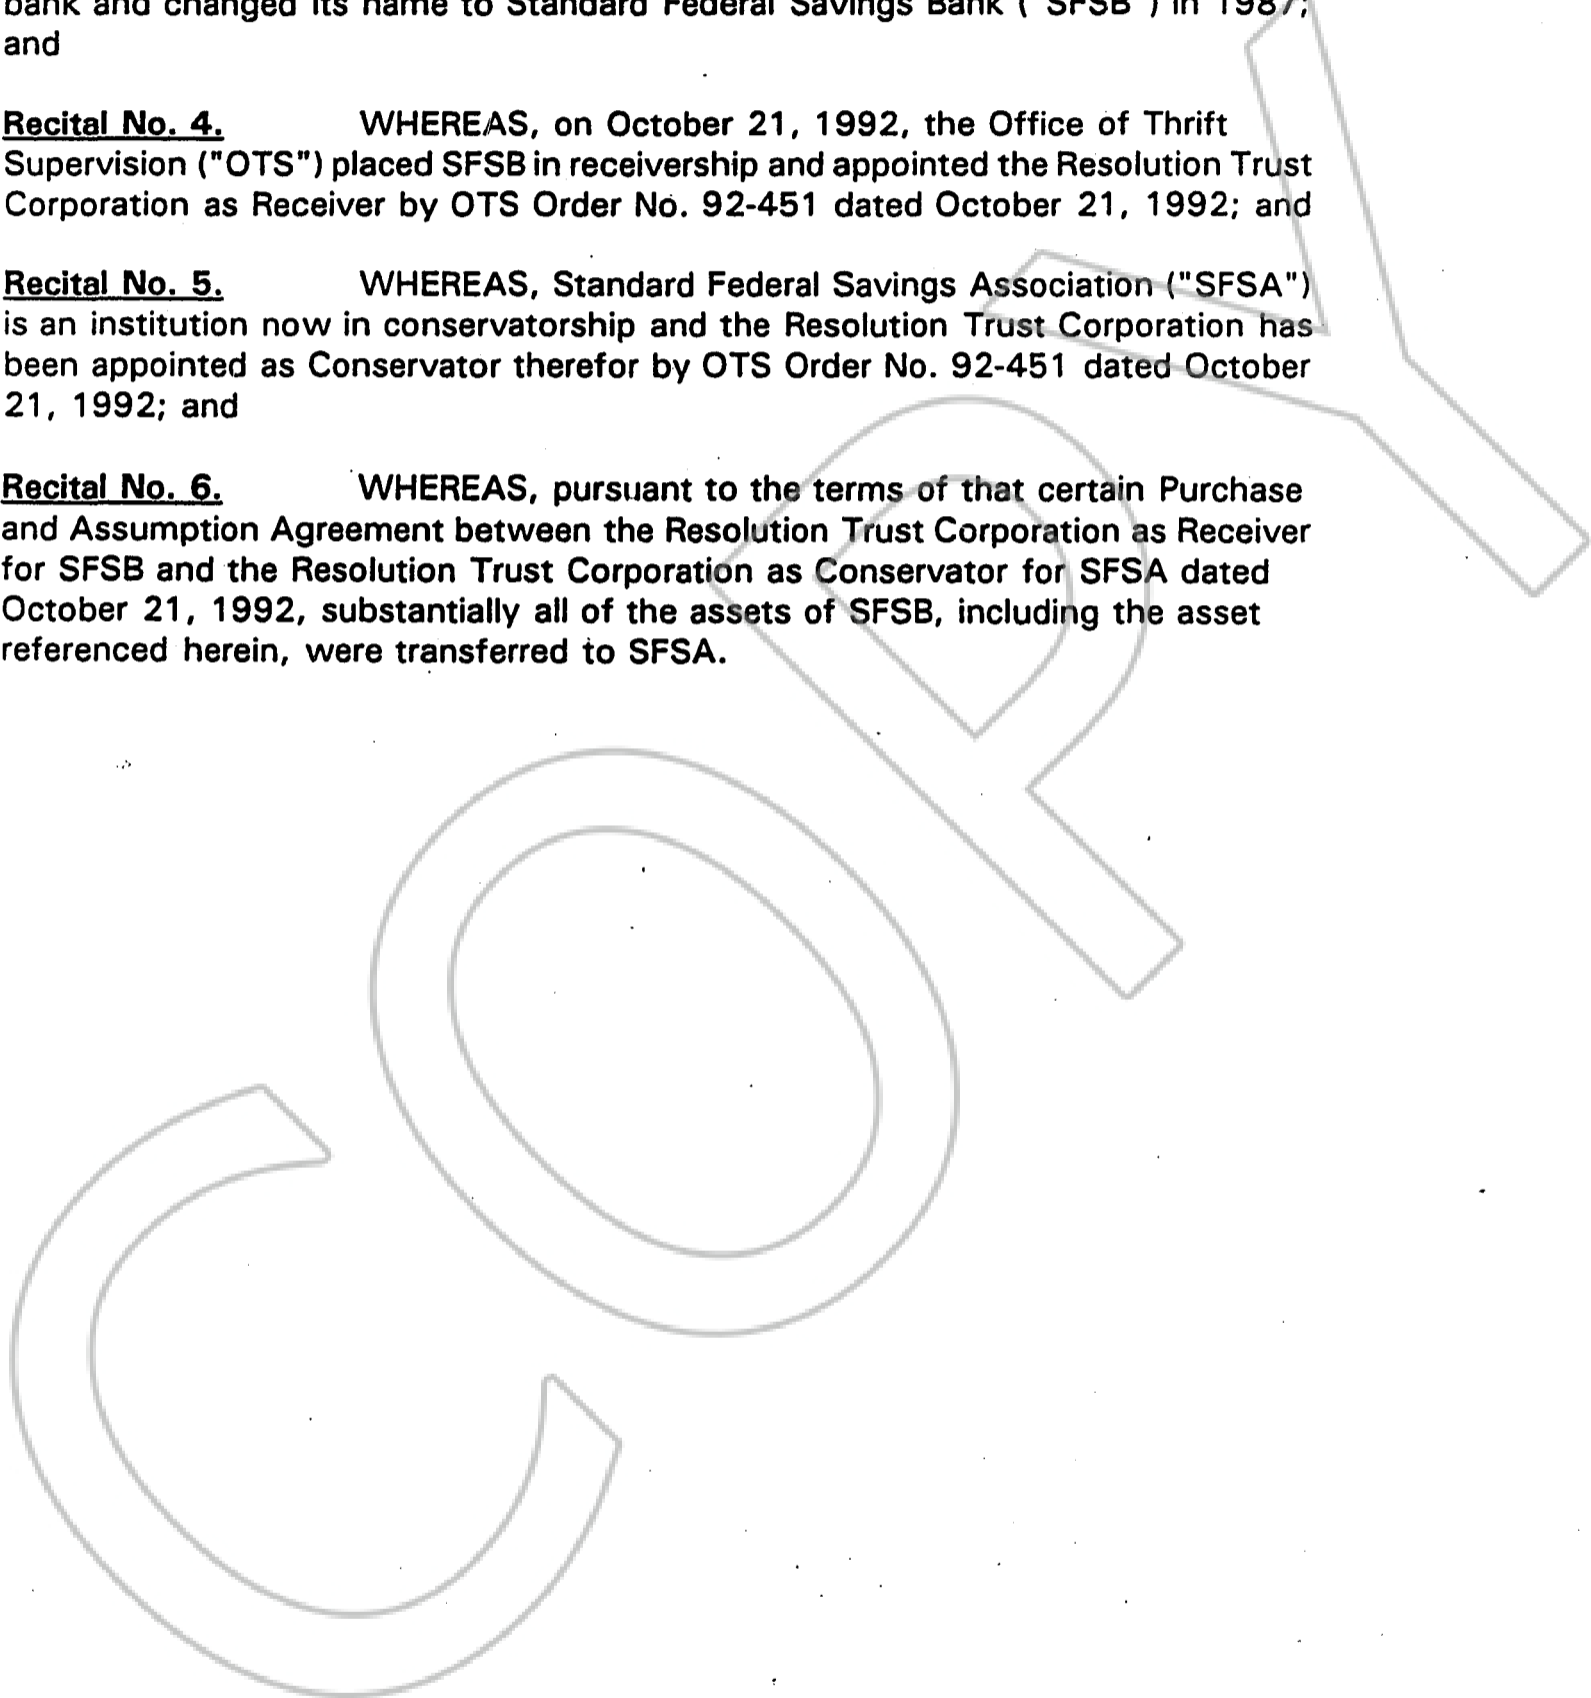 bank and changed its name to Standard Federal Savings Bank ("SFSB") in 1987;
and
Recital No. 4. WHEREAS, on October 21, 1992, the Office of Thrift
Supervision ("OTS") placed SFSB in receivership and appointed the Resolution Trust
Corporation as Receiver by OTS Order No. 92-451 dated October 21, 1992; and
Recital No. 5. WHEREAS, Standard Federal Savings Association ("SFSA")
is an institution now in conservatorship and the Resolution Trust Corporation has
been appointed as Conservator therefor by OTS Order No. 92-451 dated October
21, 1992; and
Recital No. 6. WHEREAS, pursuant to the terms of that certain Purchase
and Assumption Agreement between the Resolution Trust Corporation as Receiver
for SFSB and the Resolution Trust Corporation as Conservator for SFSA dated
October 21, 1992, substantially all of the assets of SFSB, including the asset
referenced herein, were transferred to SFSA.
COPY